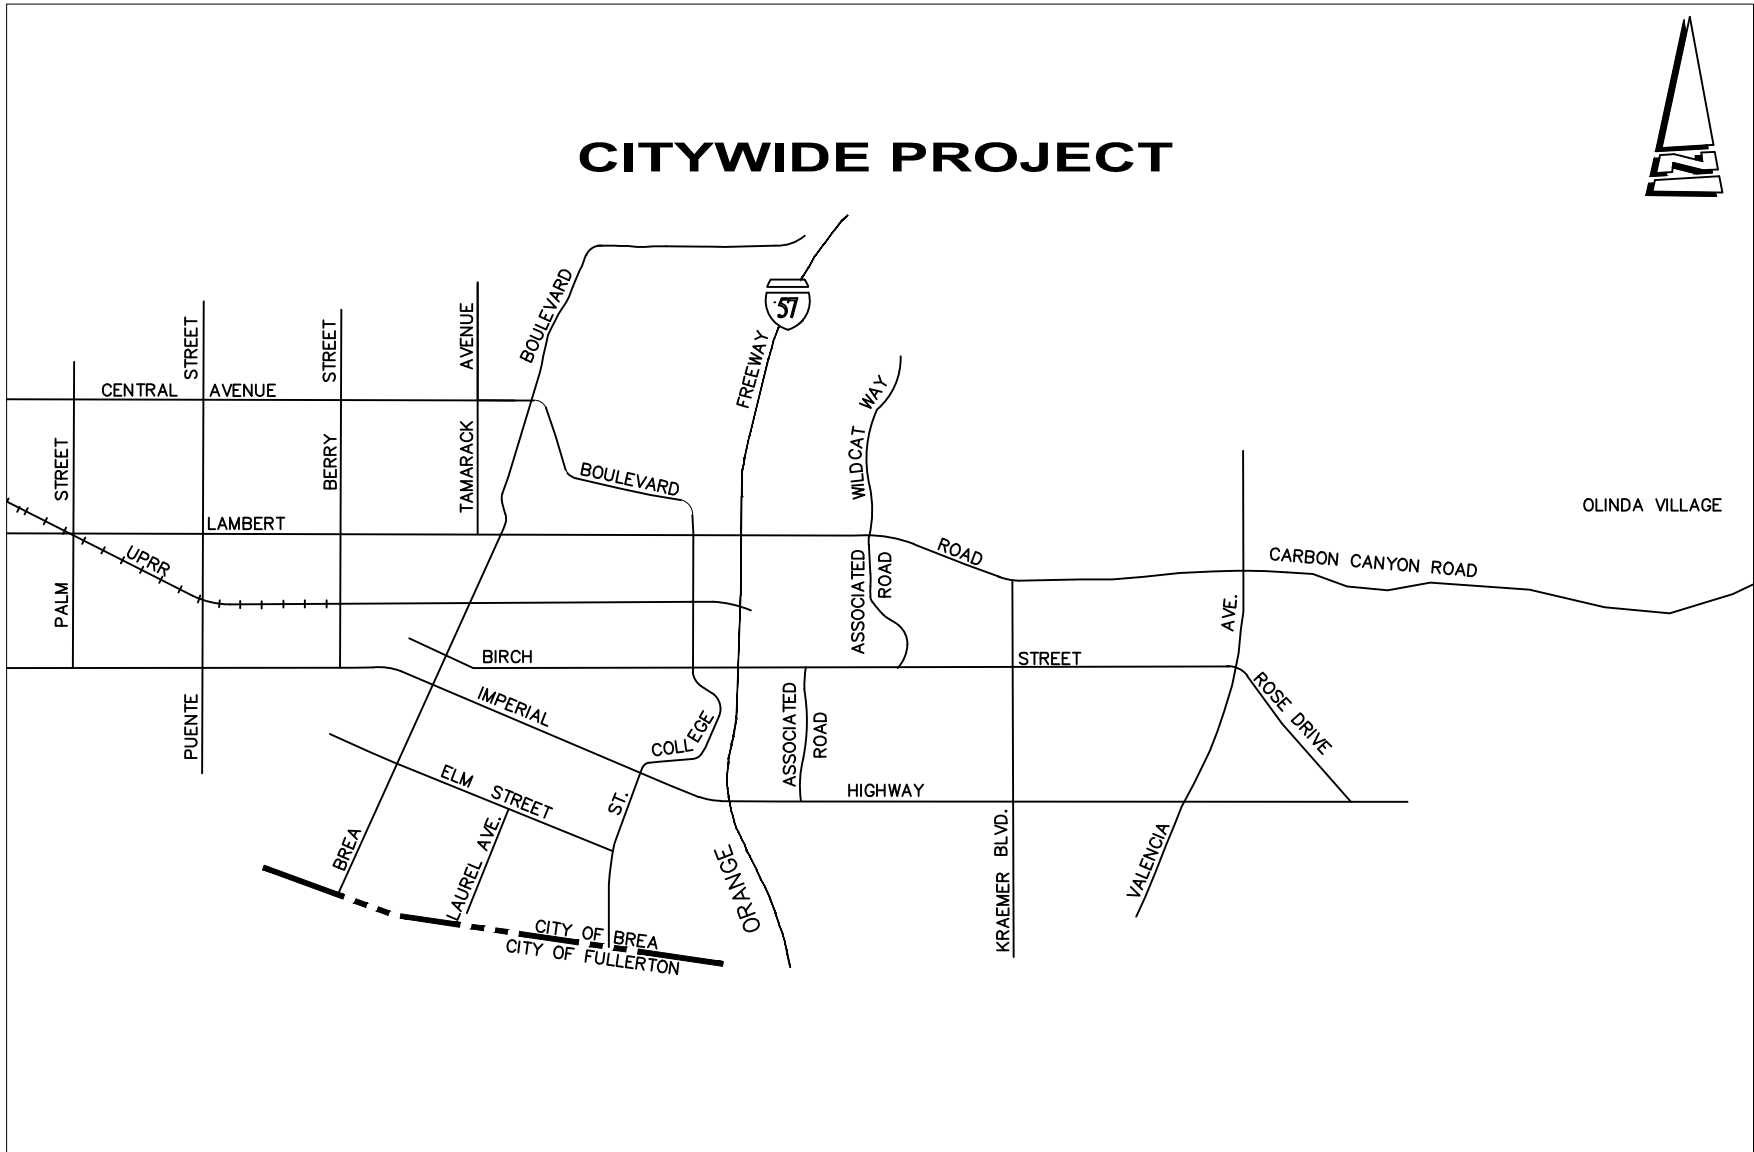 CITYWIDE PROJECT
N
57
BOULEVARD
FREEWAY
STREET
STREET
AVENUE
CENTRAL AVENUE
WAY
WILDCAT
STREET
BERRY
TAMARACK
BOULEVARD
OLINDA VILLAGE
LAMBERT
ROAD
CARBON CANYON ROAD
UPRR
PALM
ASSOCIATED
ROAD
AVE.
BIRCH
STREET
PUENTE
IMPERIAL
COLLEGE
ASSOCIATED
ROAD
ROSE DRIVE
ELM STREET
ST.
HIGHWAY
BREA
LAUREL AVE.
ORANGE
KRAEMER BLVD.
VALENCIA
CITY OF BREA
CITY OF FULLERTON